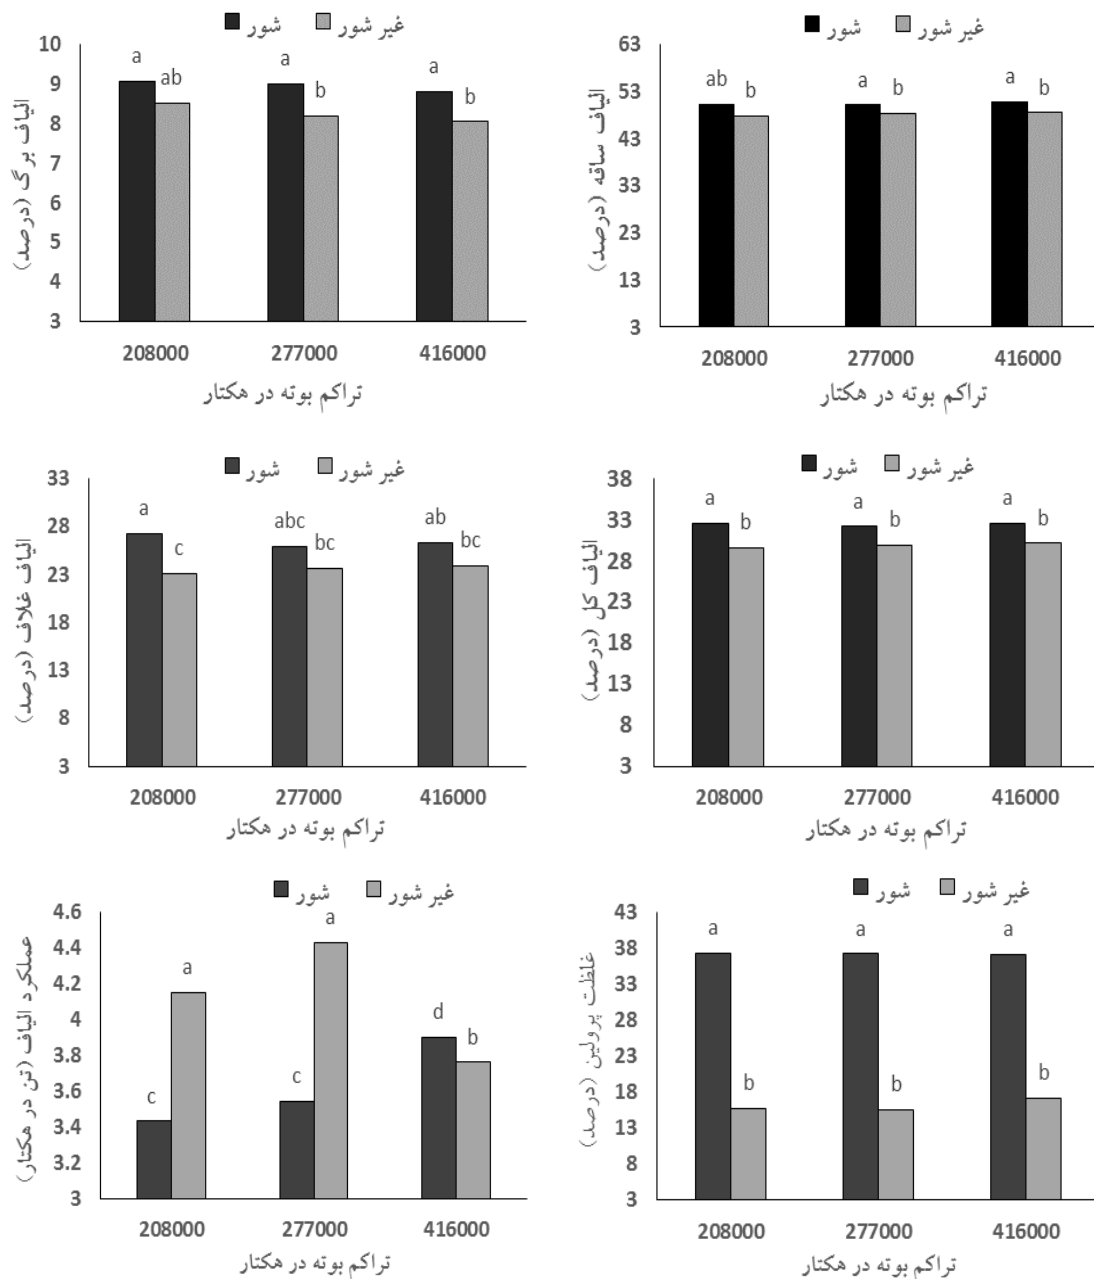 شور غیر شور
الیاف برگ (درصد)
10
9
8
7
6
5
4
3
a ab a b a b
208000 277000 416000
تراکم بوته در هکتار
شور غیر شور
الیاف ساقه (درصد)
63
53
43
33
23
13
3
ab b a b a b
208000 277000 416000
تراکم بوته در هکتار
شور غیر شور
الیاف غلاف (درصد)
33
28
23
18
13
8
3
a c abc bc ab bc
208000 277000 416000
تراکم بوته در هکتار
شور غیر شور
الیاف کل (درصد)
38
33
28
23
18
13
8
3
a b a b a b
208000 277000 416000
تراکم بوته در هکتار
شور غیر شور
عملکرد الیاف (تن در هکتار)
4.6
4.4
4.2
4
3.8
3.6
3.4
3.2
3
c a c a d b
208000 277000 416000
تراکم بوته در هکتار
شور غیر شور
غلظت پرولین (درصد)
43
38
33
28
23
18
13
8
3
a b a b a b
208000 277000 416000
تراکم بوته در هکتار